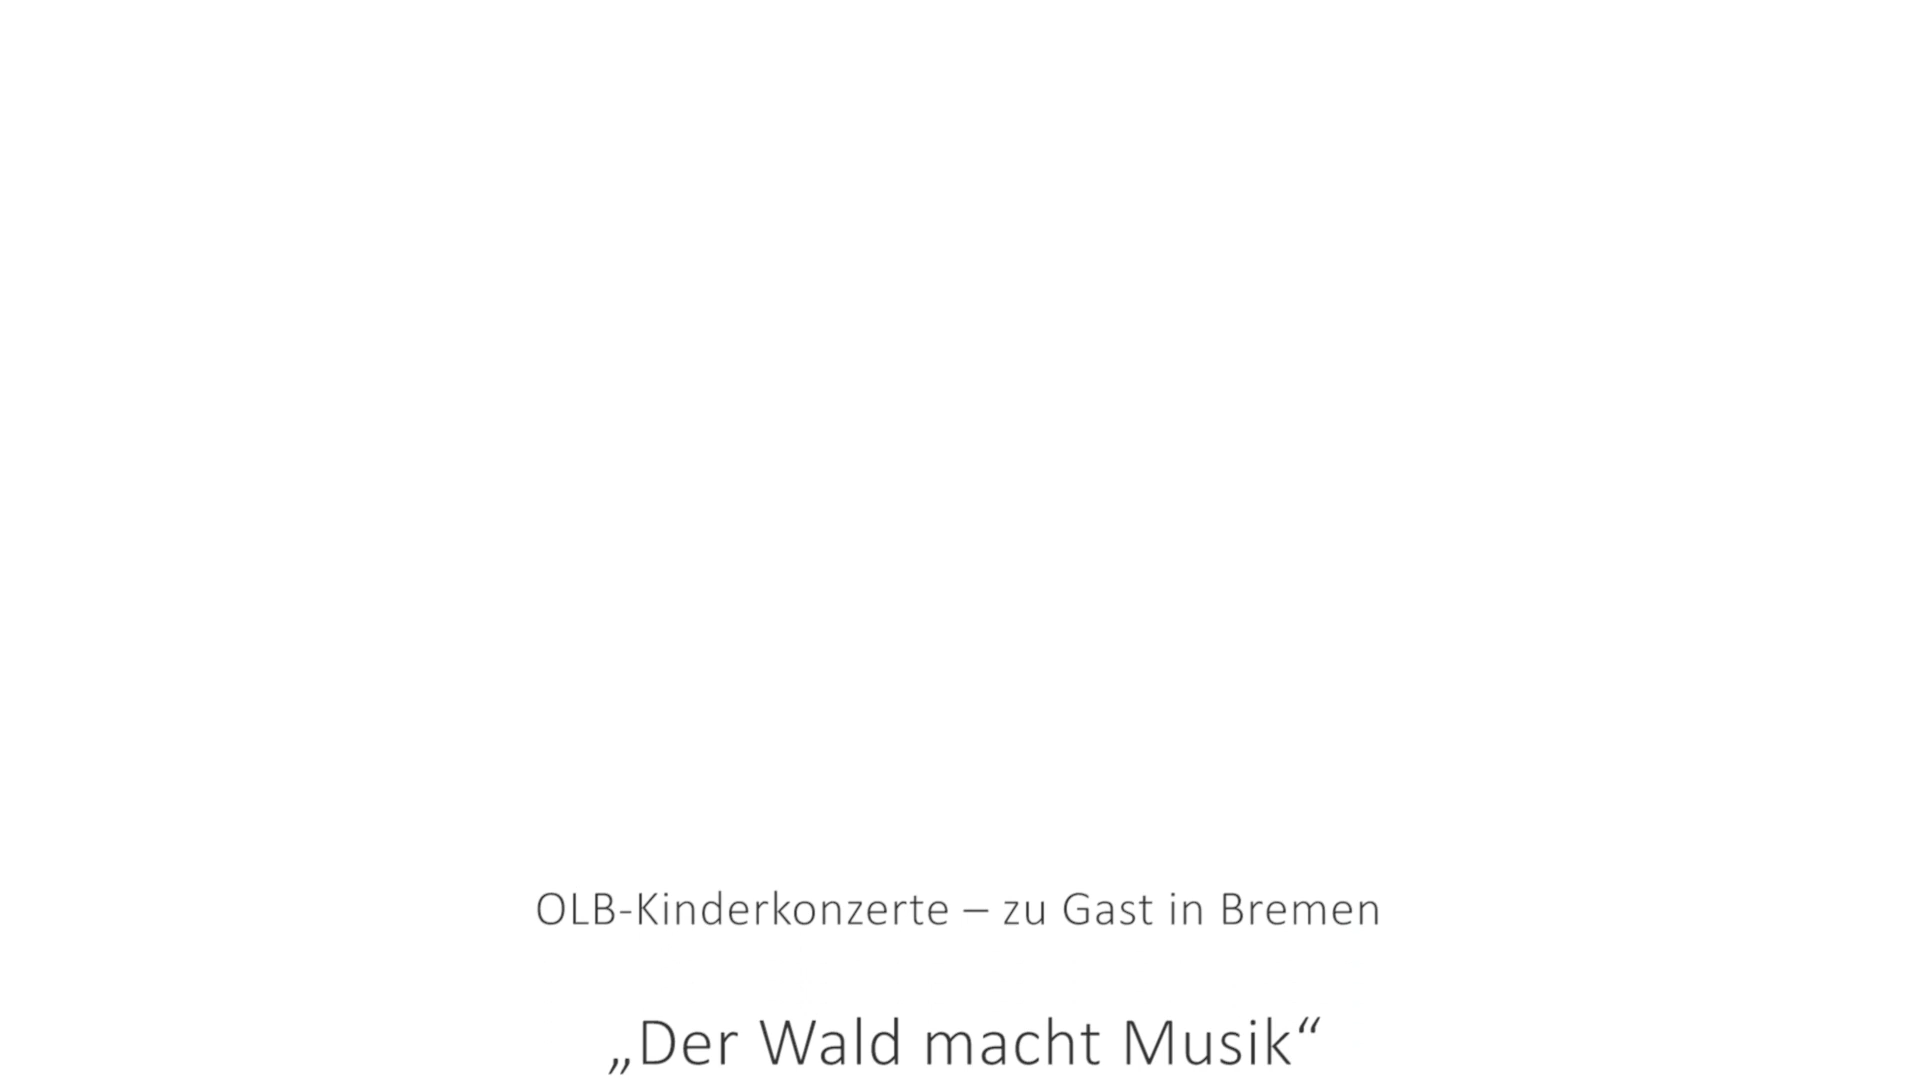 OLB-Kinderkonzerte – zu Gast in Bremen
„Der Wald macht Musik“